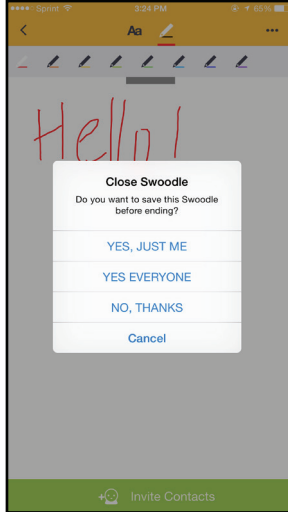 Sprint 3:24 PM 65%
Aa
Hello!
Close Swoodle
Do you want to save this Swoodle
before ending?
YES, JUST ME
YES EVERYONE
NO, THANKS
Cancel
Invite Contacts